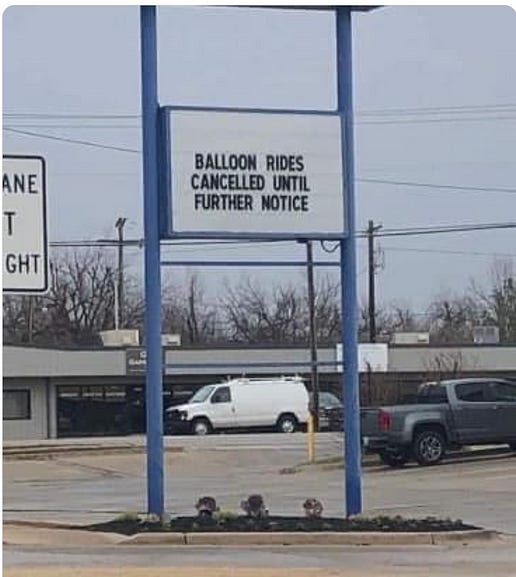 BALLOON RIDES
CANCELLED UNTIL
FURTHER NOTICE
ANE
T
GHT